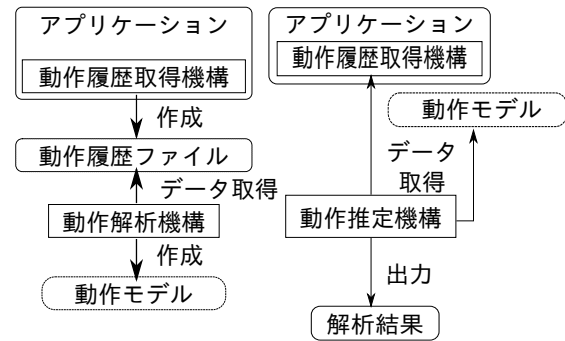 アプリケーション
動作履歴取得機構
作成
動作履歴ファイル
データ取得
動作解析機構
作成
動作モデル
アプリケーション
動作履歴取得機構
動作モデル
データ
取得
動作推定機構
出力
解析結果